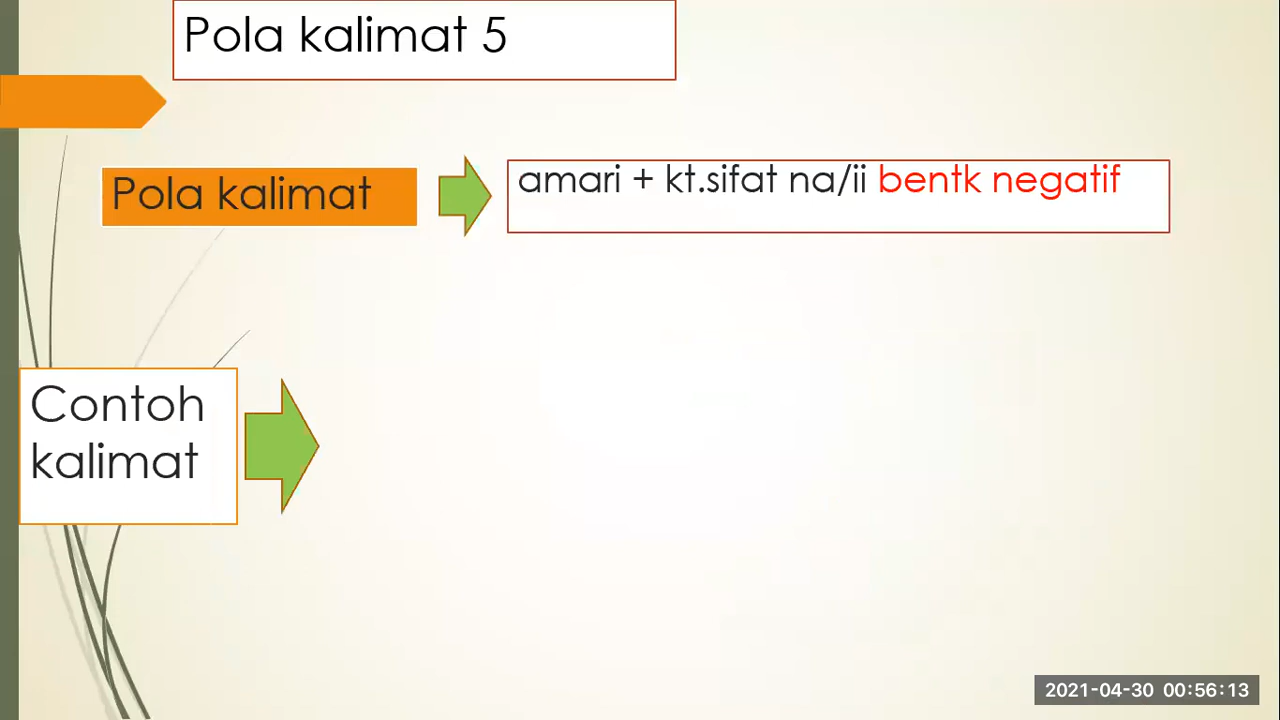 Pola kalimat 5
Pola kalimat
amari + kt.sifat na/ii bentk negatif
Contoh
kalimat
2021-04-30 00:56:13